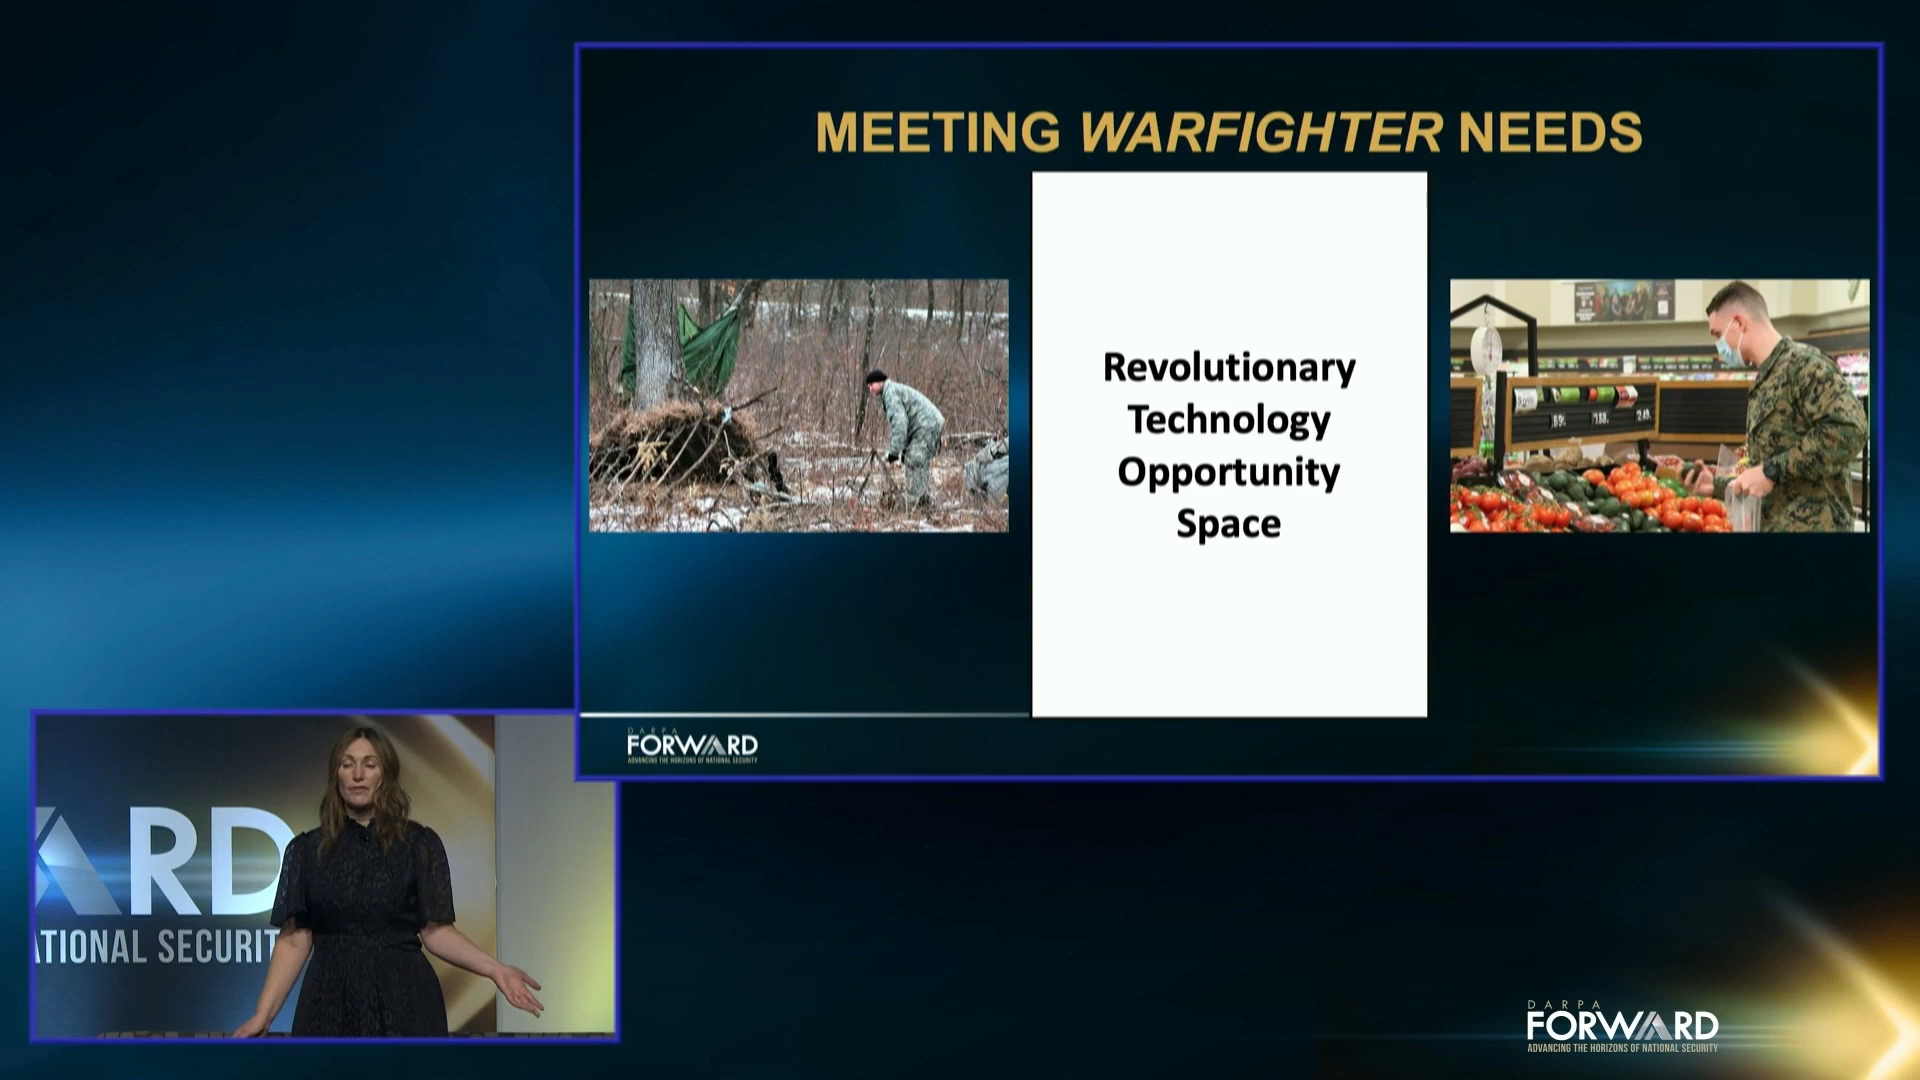 MEETING WARFIGHTER NEEDS
Revolutionary
Technology
Opportunity
Space
DARPA
FORWARD
ADVANCING THE HORIZONS OF NATIONAL SECURITY
ARD
ATIONAL SECURIT
DARPA
FORWARD
ADVANCING THE HORIZONS OF NATIONAL SECURITY